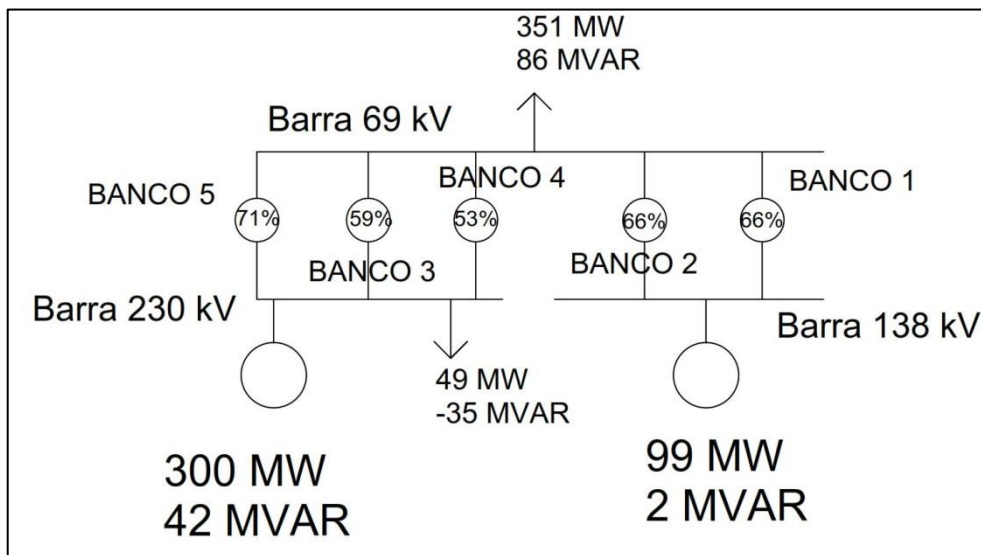 351 MW
86 MVAR
Barra 69 kV
BANCO 5
BANCO 4
BANCO 1
71%
59%
53%
66%
66%
BANCO 3
BANCO 2
Barra 230 kV
Barra 138 kV
49 MW
-35 MVAR
300 MW
42 MVAR
99 MW
2 MVAR